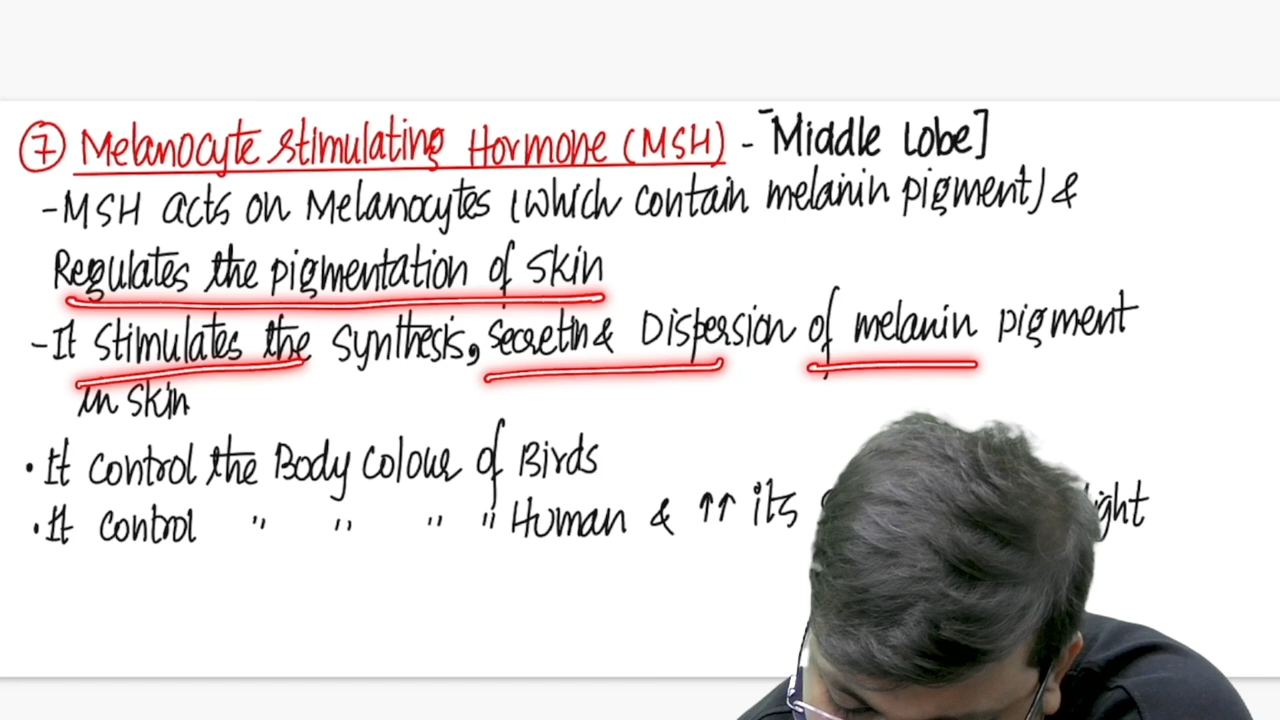 ⑦ Melanocyte stimulating Hormone (MSH) - Middle Lobe]
- MSH acts on Melanocytes (which contain melanin pigment) &
Regulates the pigmentation of skin
- It stimulates the synthesis, secretin & Dispersion of melanin pigment
in skin
• It control the Body Colour of Birds
• It control " " " " Human & ↑↑ its